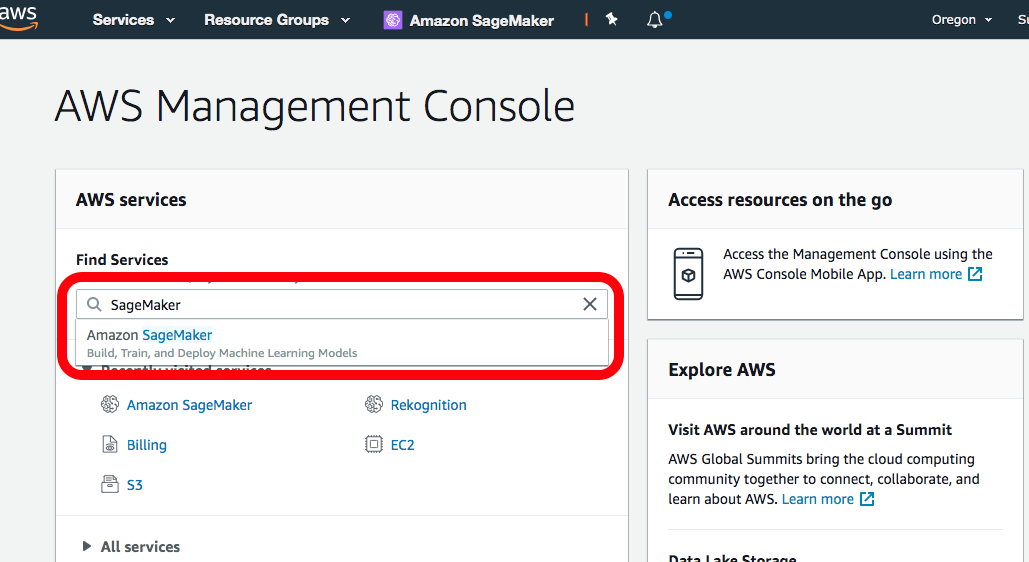 aws
Services
Resource Groups
Amazon SageMaker
Oregon
AWS Management Console
AWS services
Find Services
SageMaker
Amazon SageMaker
Build, Train, and Deploy Machine Learning Models
Recently visited services
Amazon SageMaker
Rekognition
Billing
EC2
S3
All services
Access resources on the go
Access the Management Console using the
AWS Console Mobile App. Learn more
Explore AWS
Visit AWS around the world at a Summit
AWS Global Summits bring the cloud computing
community together to connect, collaborate, and
learn about AWS. Learn more
Data Lake Storage